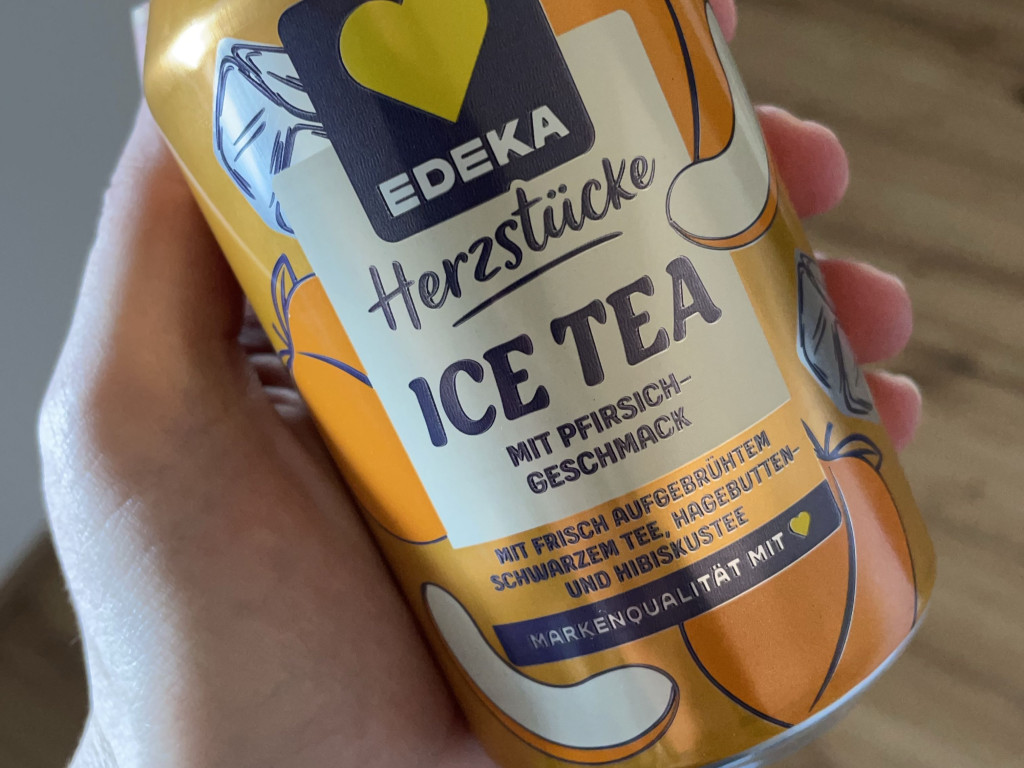 EDEKA
Herzstücke
ICE TEA
MIT PFIRSICH-
GESCHMACK
MIT FRISCH AUFGEBRÜHTEM
SCHWARZEM TEE, HAGEBUTTEN-
UND HIBISKUSTEE
MARKENQUALITÄT MIT